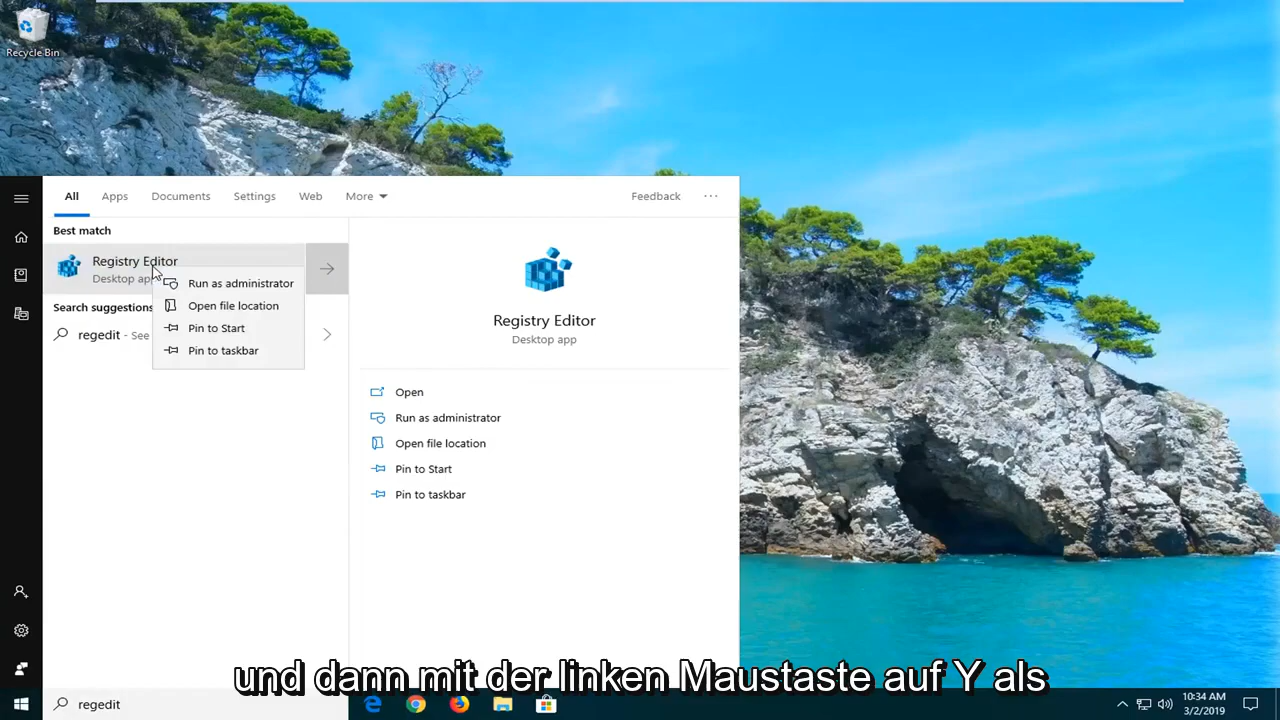 Recycle Bin
All
Apps
Documents
Settings
Web
More
Feedback
Best match
Registry Editor
Desktop app
Search suggestions
regedit - See
Run as administrator
Open file location
Pin to Start
Pin to taskbar
Registry Editor
Desktop app
Open
Run as administrator
Open file location
Pin to Start
Pin to taskbar
und dann mit der linken Maustaste auf Y als
regedit
10:34 AM
3/2/2019